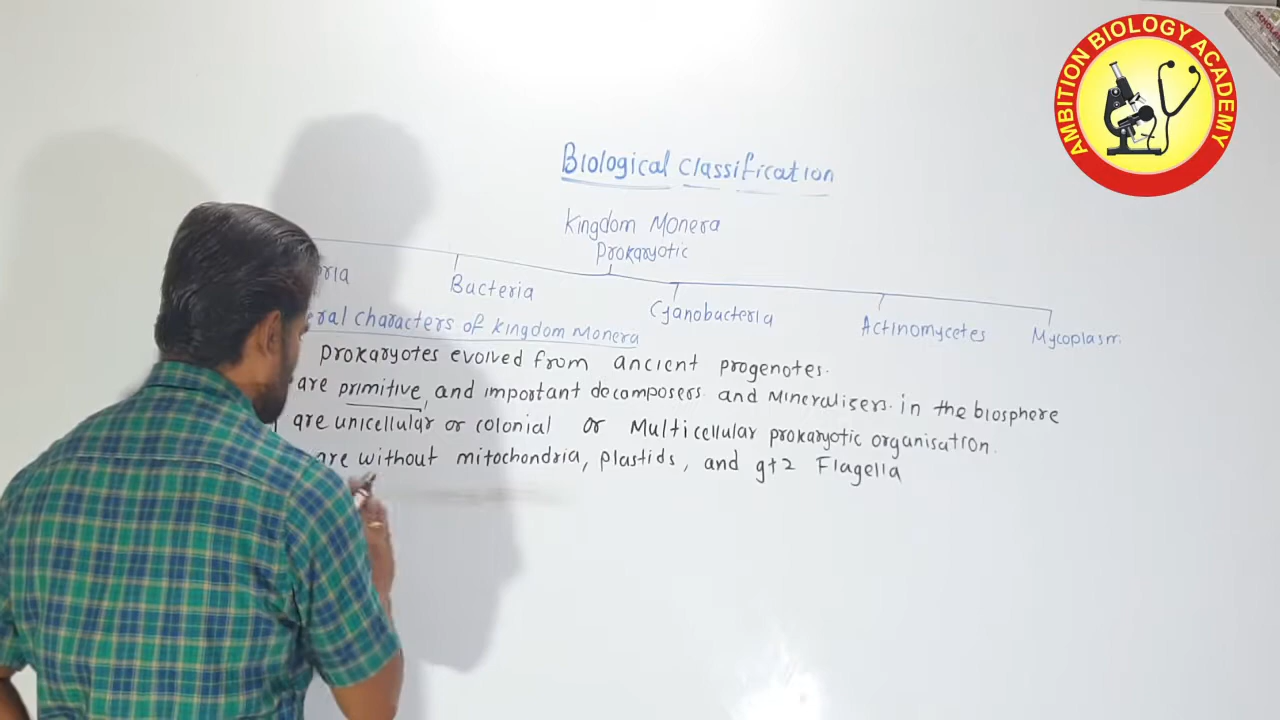 AMBITION BIOLOGY ACADEMY
Biological classification
Kingdom Monera
Prokaryotic
Bacteria
Cyanobacteria
Actinomycetes
Mycoplasm.
characters of kingdom monera
Prokaryotes evolved from ancient progenotes.
are primitive, and important decomposers and Mineralisers. in the biosphere
are unicellular or colonial or Multicellular prokaryotic organisation.
are without mitochondria, plastids, and 9+2 Flagella